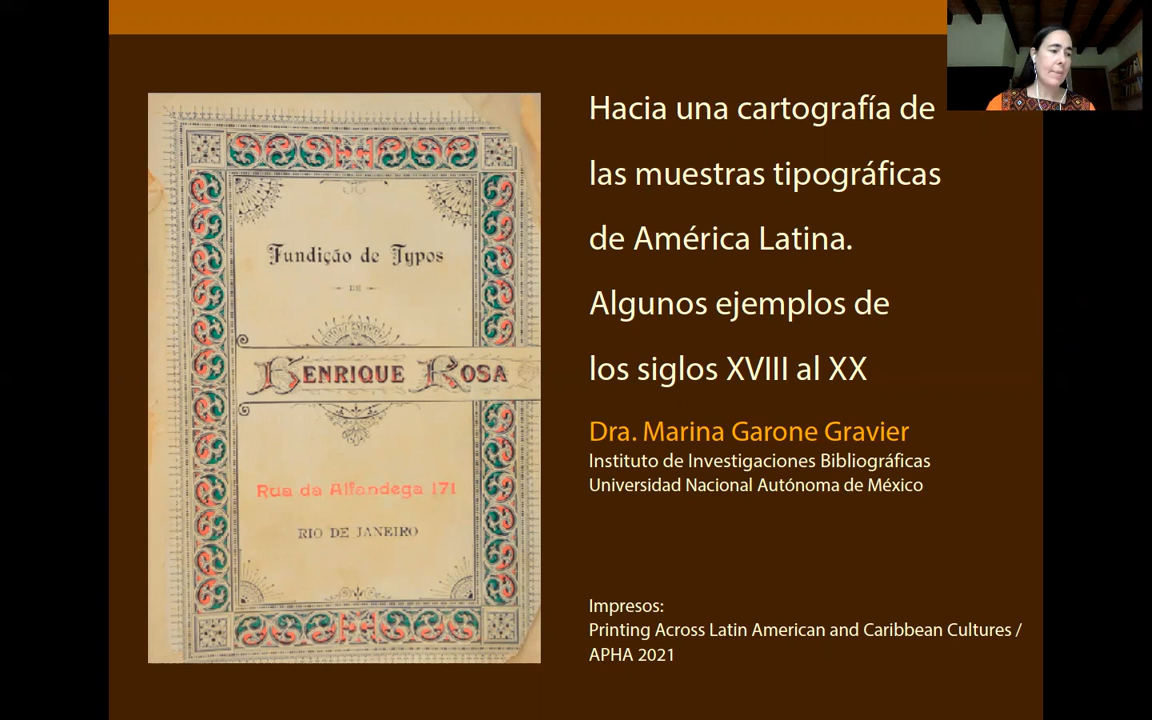 Fundição de Typos
DE
HENRIQUE ROSA
Rua da Alfandega 171
RIO DE JANEIRO
Hacia una cartografía de
las muestras tipográficas
de América Latina.
Algunos ejemplos de
los siglos XVIII al XX
Dra. Marina Garone Gravier
Instituto de Investigaciones Bibliográficas
Universidad Nacional Autónoma de México
Impresos:
Printing Across Latin American and Caribbean Cultures /
APHA 2021